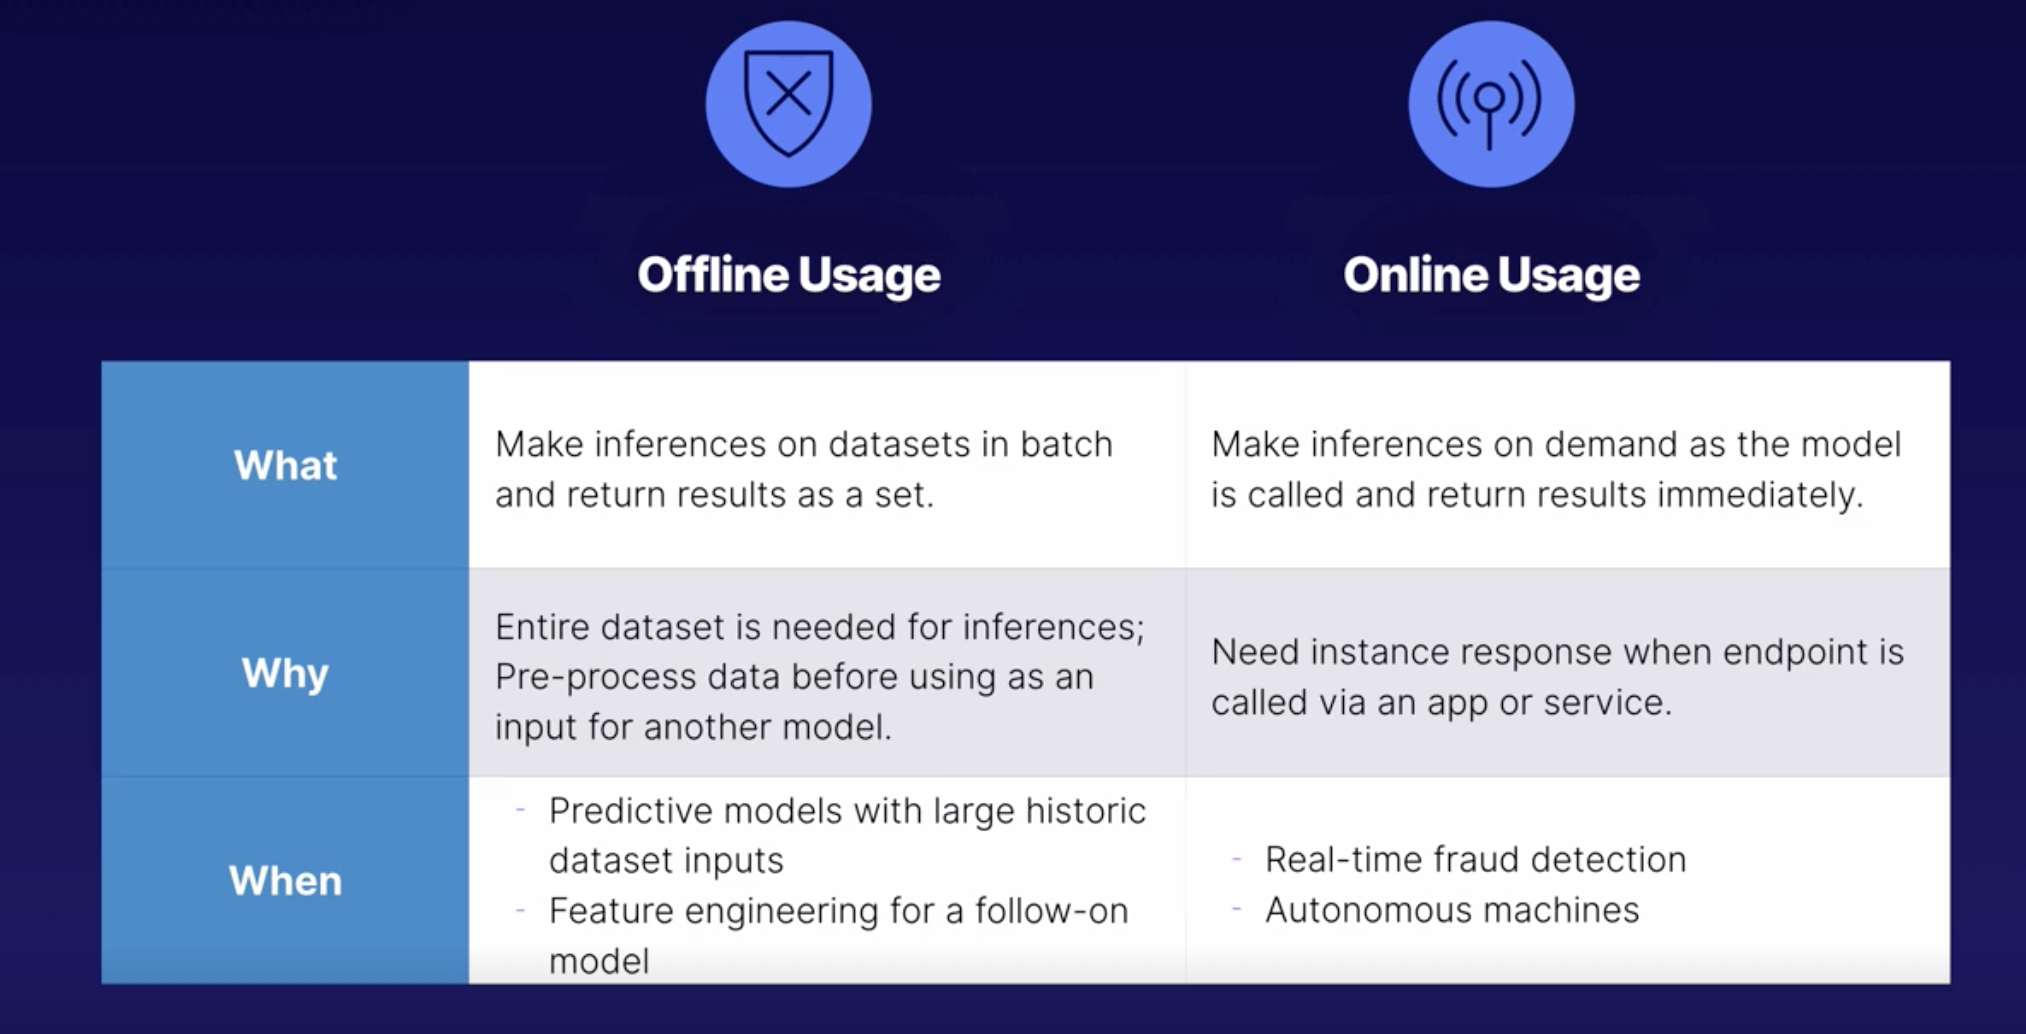 Offline Usage
Online Usage
What
Make inferences on datasets in batch
and return results as a set.
Make inferences on demand as the model
is called and return results immediately.
Why
Entire dataset is needed for inferences;
Pre-process data before using as an
input for another model.
Need instance response when endpoint is
called via an app or service.
When
- Predictive models with large historic
dataset inputs
- Feature engineering for a follow-on
model
- Real-time fraud detection
- Autonomous machines